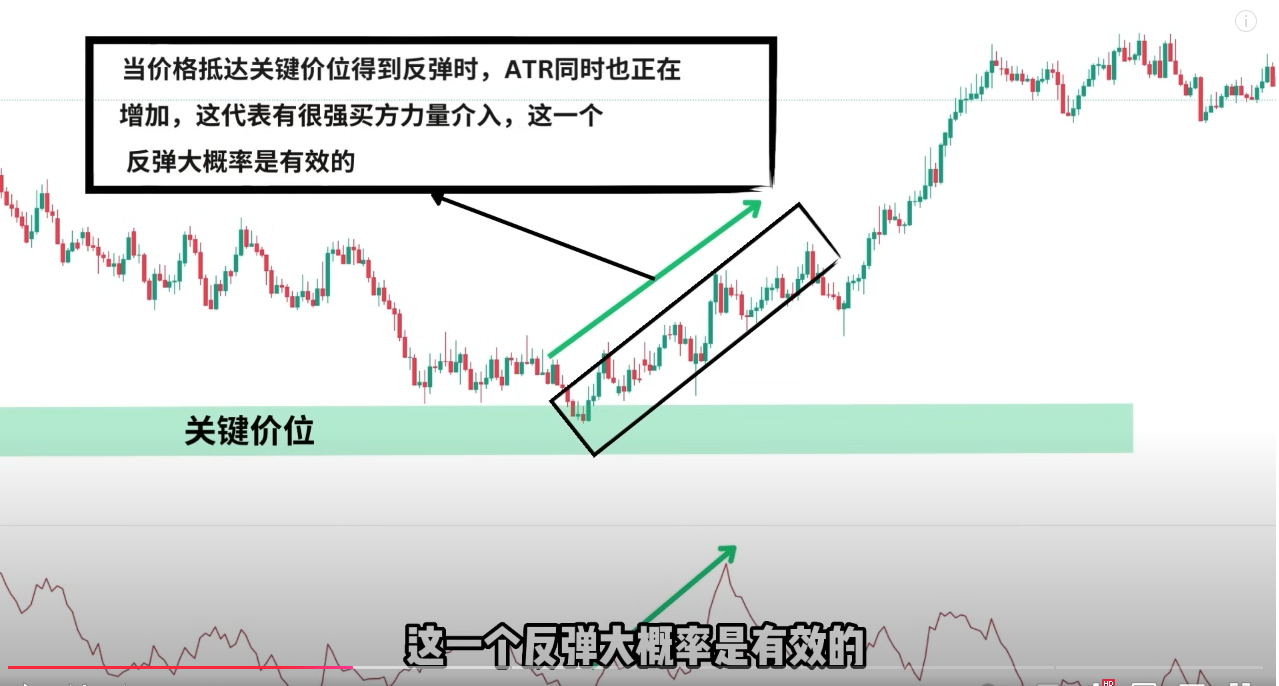 当价格抵达关键价位得到反弹时，ATR同时也正在
增加，这代表有很强买方力量介入，这一个
反弹大概率是有效的
关键价位
这一个反弹大概率是有效的
HD